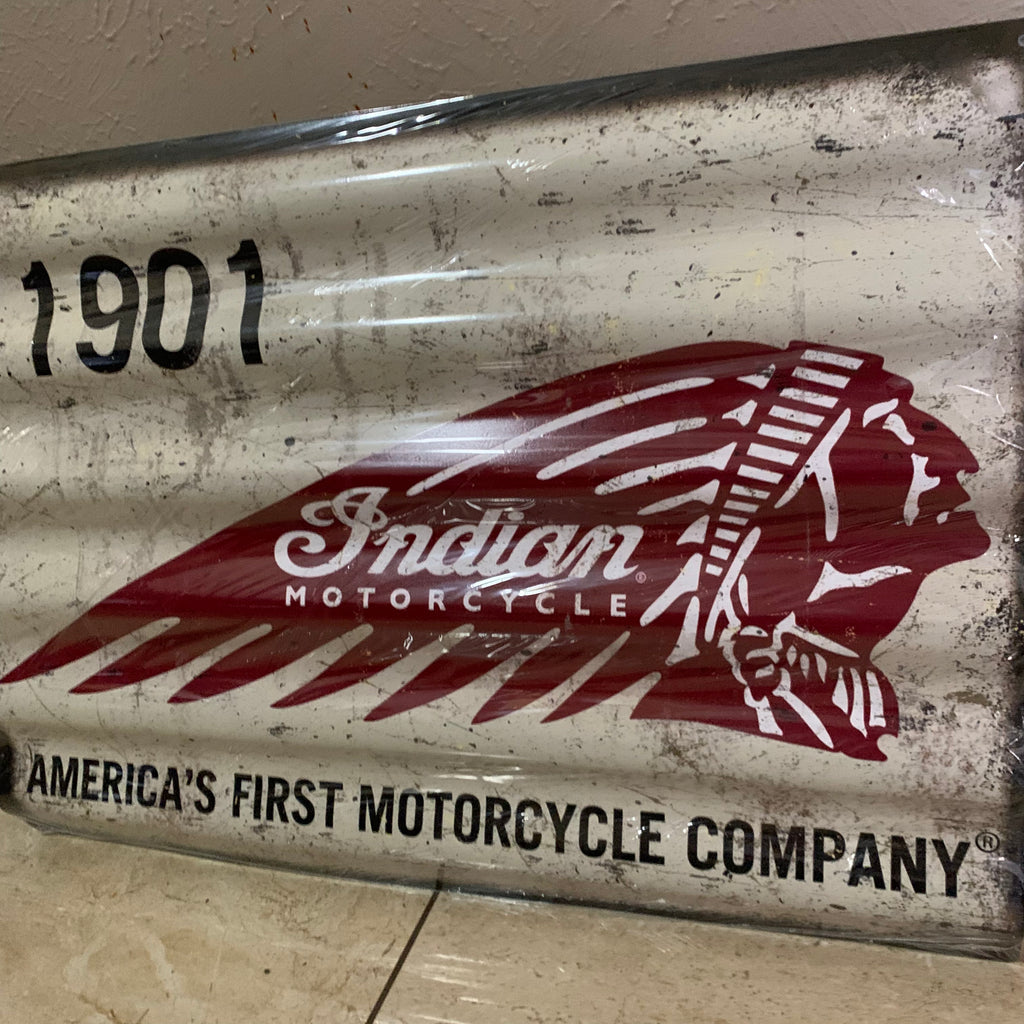 1901
Indian®
MOTORCYCLE
AMERICA'S FIRST MOTORCYCLE COMPANY®